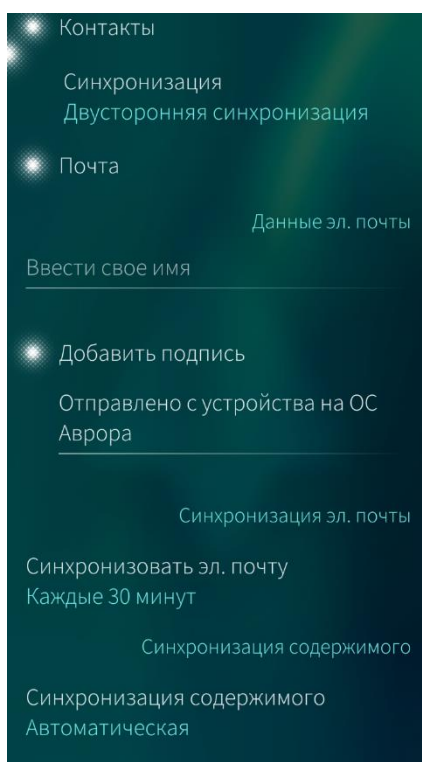 Контакты
Синхронизация
Двусторонняя синхронизация
Почта
Данные эл. почты
Ввести свое имя
Добавить подпись
Отправлено с устройства на ОС
Аврора
Синхронизация эл. почты
Синхронизовать эл. почту
Каждые 30 минут
Синхронизация содержимого
Синхронизация содержимого
Автоматическая